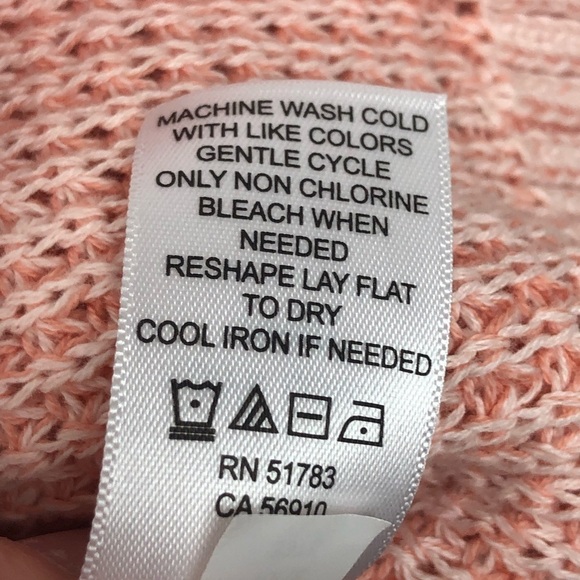 MACHINE WASH COLD
WITH LIKE COLORS
GENTLE CYCLE
ONLY NON CHLORINE
BLEACH WHEN
NEEDED
RESHAPE LAY FLAT
TO DRY
COOL IRON IF NEEDED
RN 51783
CA 56910